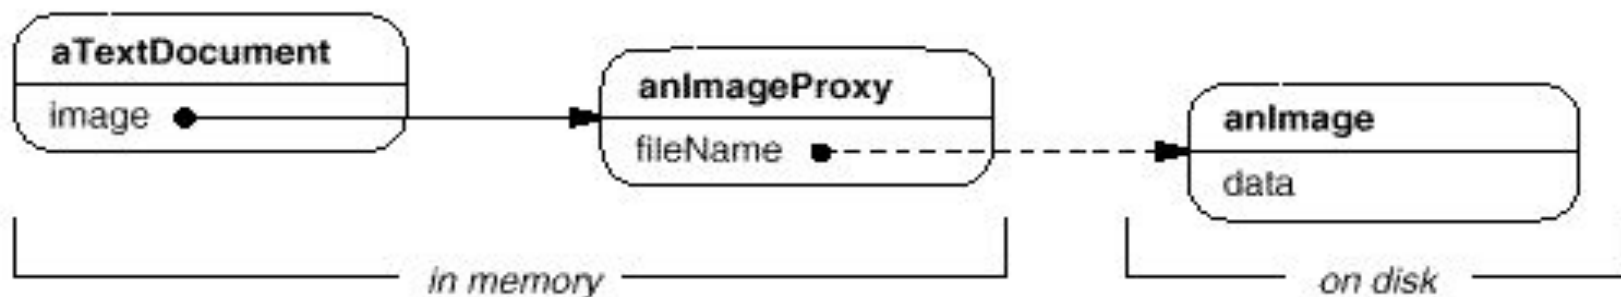 aTextDocument
image
anImageProxy
fileName
anImage
data
in memory
on disk